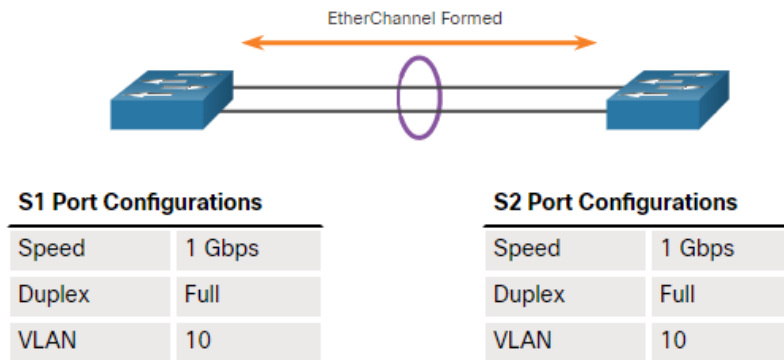 EtherChannel Formed
S1 Port Configurations
Speed 1 Gbps
Duplex Full
VLAN 10
S2 Port Configurations
Speed 1 Gbps
Duplex Full
VLAN 10